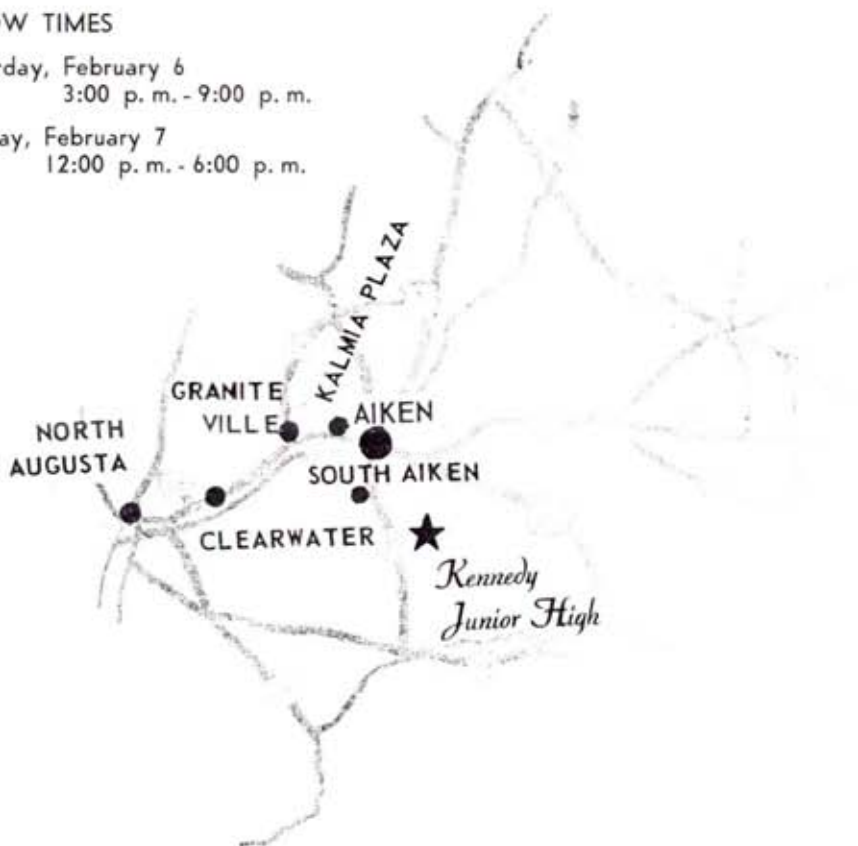 OW TIMES
rday, February 6
3:00 p. m. - 9:00 p. m.
ay, February 7
12:00 p. m. - 6:00 p. m.
KALMIA PLAZA
GRANITE
VILLE
AIKEN
NORTH
AUGUSTA
SOUTH AIKEN
CLEARWATER
Kennedy
Junior High